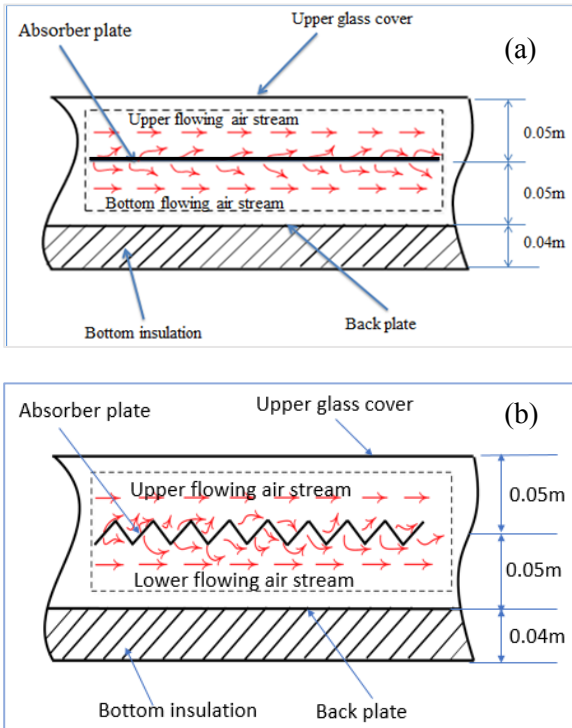 Upper glass cover
Absorber plate
(a)
Upper flowing air stream
0.05m
0.05m
Bottom flowing air stream
0.04m
Back plate
Bottom insulation
Upper glass cover
(b)
Absorber plate
Upper flowing air stream
0.05m
0.05m
Lower flowing air stream
0.04m
Bottom insulation
Back plate